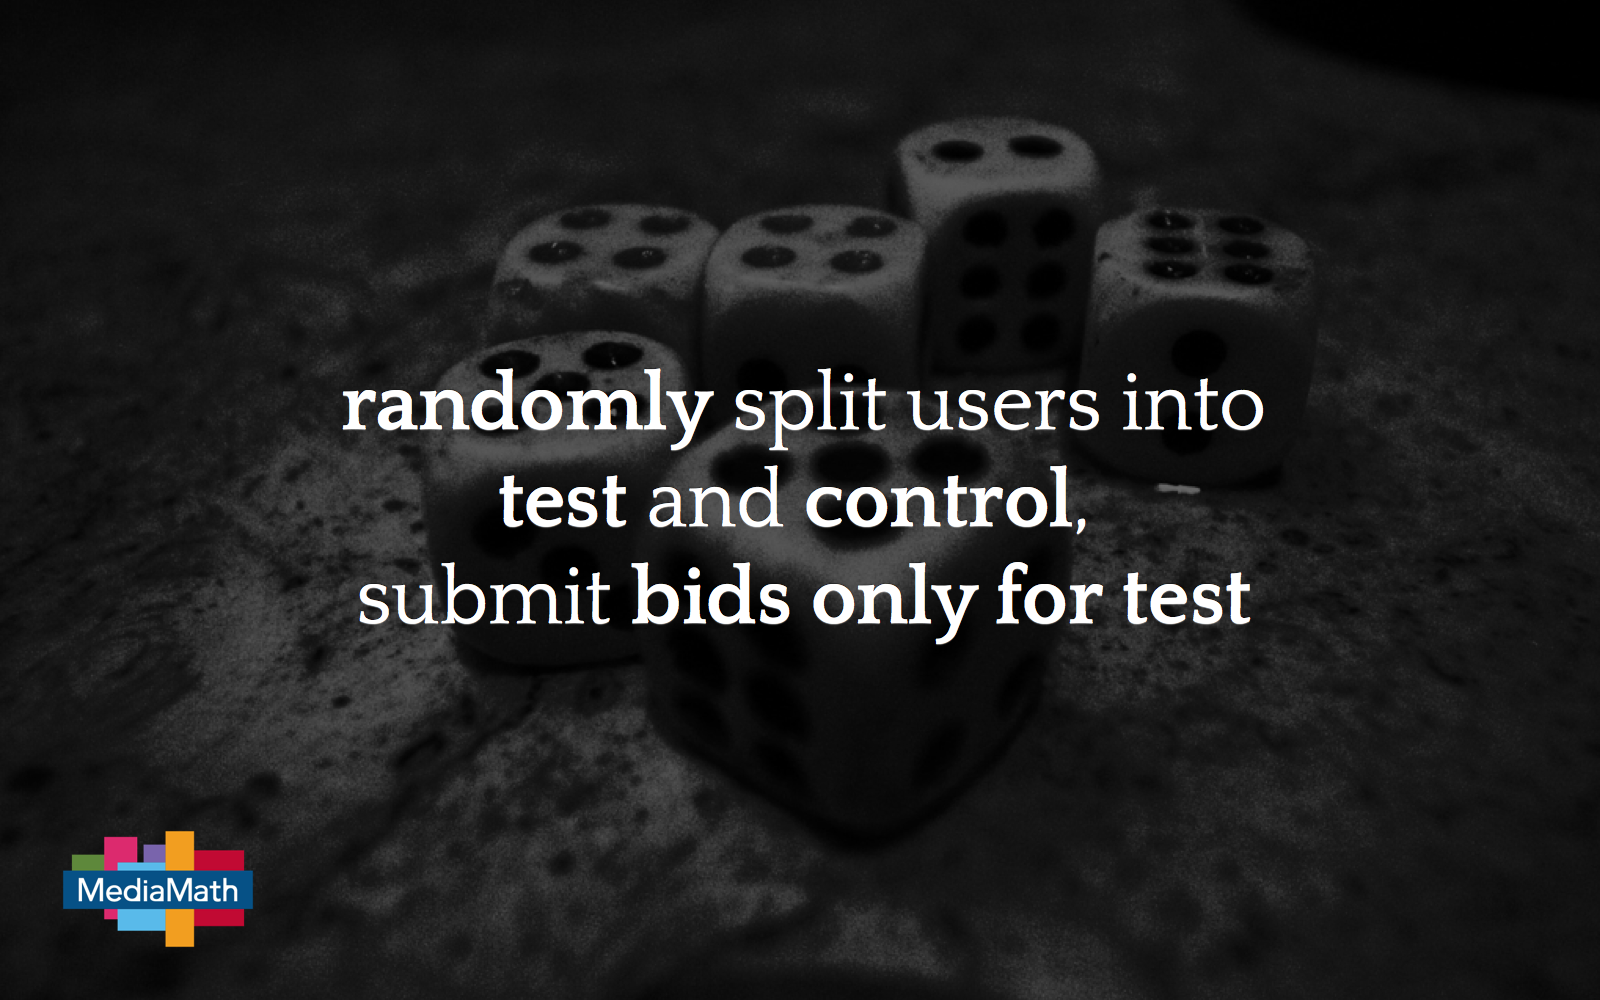 randomly split users into
test and control,
submit bids only for test
MediaMath